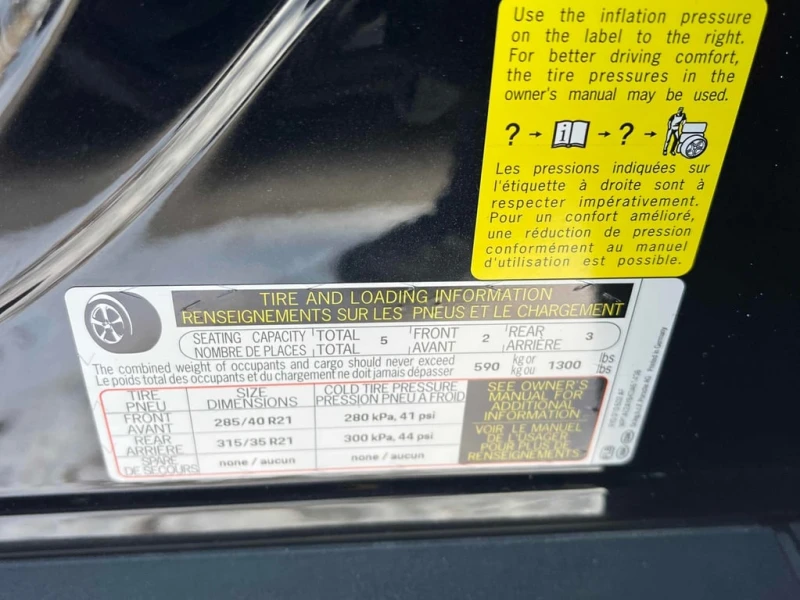 Use the inflation pressure
on the label to the right.
For better driving comfort,
the tire pressures in the
owner's manual may be used.
? → i → ? →
Les pressions indiquées sur
l'étiquette à droite sont à
respecter impérativement.
Pour un confort amélioré,
une réduction de pression
conformément au manuel
d'utilisation est possible.
TIRE AND LOADING INFORMATION
RENSEIGNEMENTS SUR LES PNEUS ET LE CHARGEMENT
SEATING CAPACITY TOTAL 5 FRONT 2 REAR 3
NOMBRE DE PLACES TOTAL AVANT ARRIÈRE
The combined weight of occupants and cargo should never exceed 590 kg or 1300 lbs
Le poids total des occupants et du chargement ne doit jamais dépasser kg ou lbs
TIRE SIZE COLD TIRE PRESSURE
PNEU DIMENSIONS PRESSION PNEU A FROID
FRONT 285/40 R21 280 kPa, 41 psi
AVANT
REAR 315/35 R21 300 kPa, 44 psi
ARRIÈRE
SPARE none / aucun none / aucun
DE SECOURS
SEE OWNER'S
MANUAL FOR
ADDITIONAL
INFORMATION
VOIR LE MANUEL
DE L'USAGER
POUR PLUS DE
RENSEIGNEMENTS
Printed in Germany